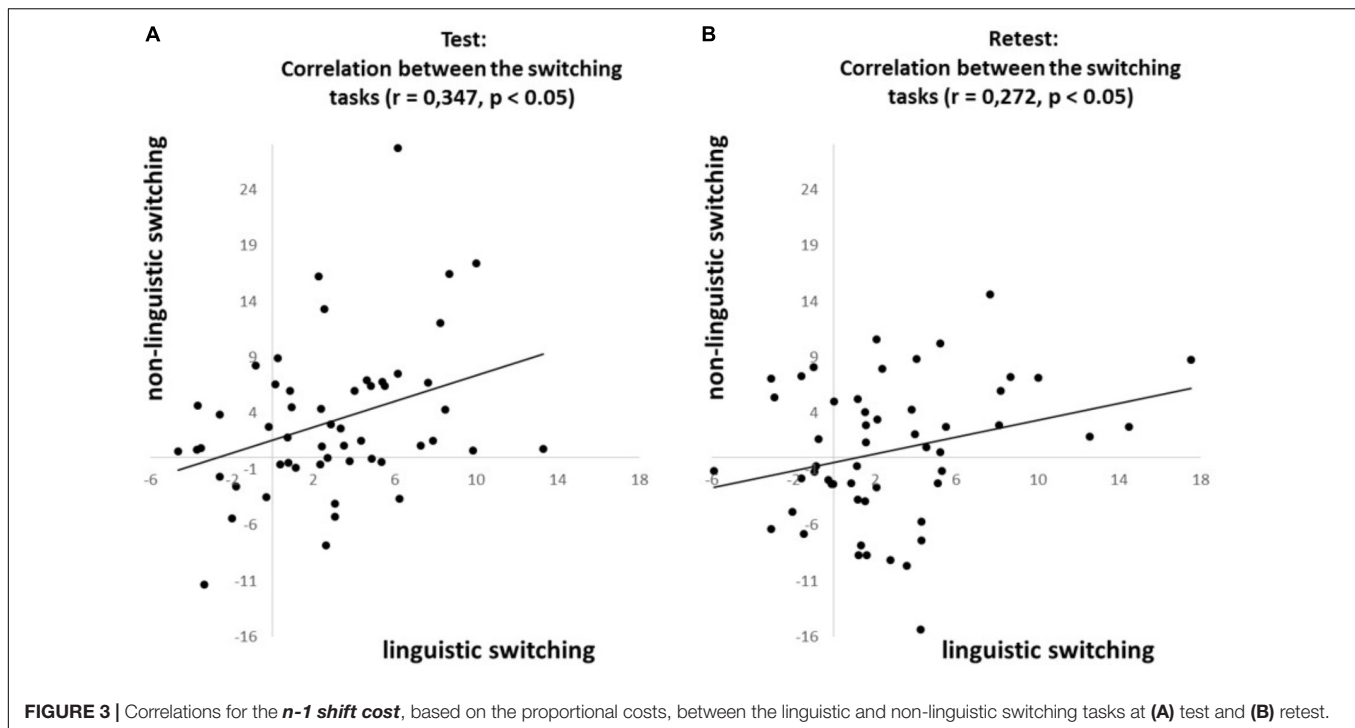 A
Test:
Correlation between the switching
tasks (r = 0,347, p < 0.05)
non-linguistic switching
24
19
14
9
4
-1
-6
-11
-16
-6
-2
2
6
10
14
18
linguistic switching
B
Retest:
Correlation between the switching
tasks (r = 0,272, p < 0.05)
non-linguistic switching
24
19
14
9
4
-1
-6
-11
-16
-6
-2
2
6
10
14
18
linguistic switching
FIGURE 3 | Correlations for the n-1 shift cost, based on the proportional costs, between the linguistic and non-linguistic switching tasks at (A) test and (B) retest.